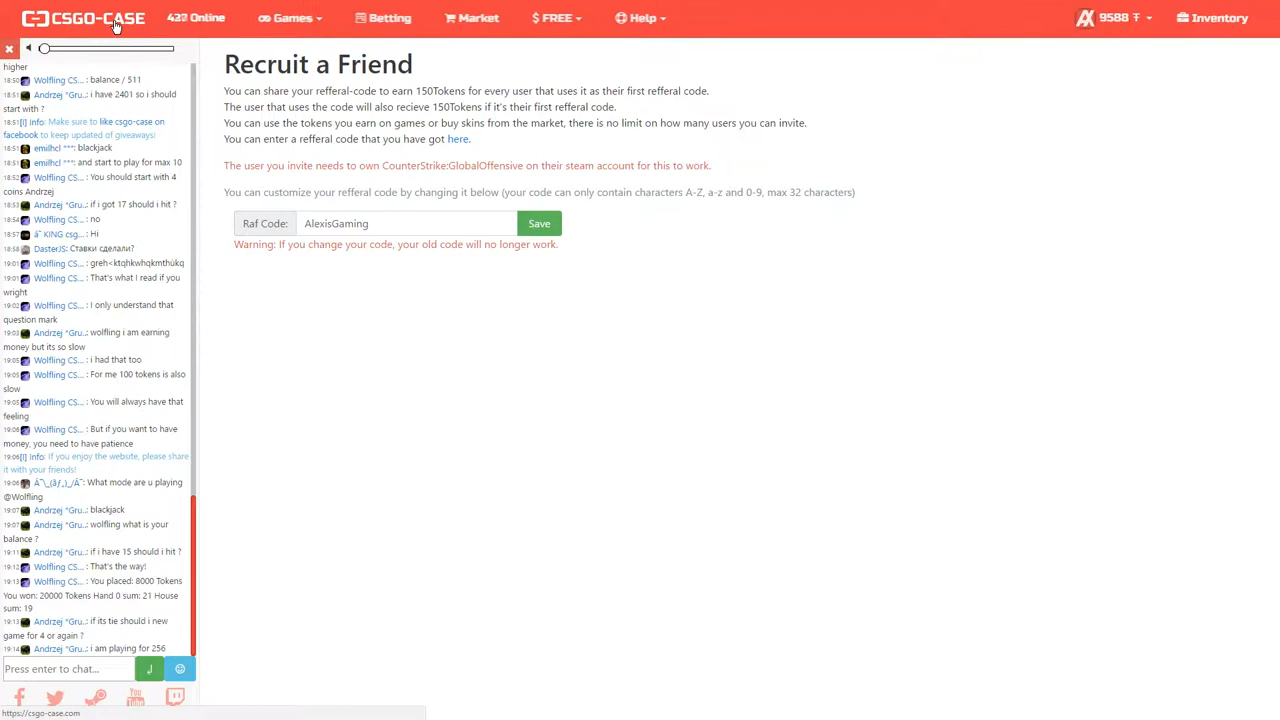 CSGO-CASE 427 Online Games Betting Market $ FREE Help 9588 Inventory
higher
18:50 Wolfling CS... : balance / 511
18:51 Andrzej *Gru..: i have 2401 so i should
start with ?
18:51[!] Info: Make sure to like csgo-case on
facebook to keep updated of giveaways!
18:51 emilhcl ***: blackjack
18:51 emilhcl ***: and start to play for max 10
18:52 Wolfling CS... : You should start with 4
coins Andrzej
18:53 Andrzej *Gru..: if i got 17 should i hit ?
18:54 Wolfling CS... : no
18:57 KING csg... : Hi
18:58 DasterJS: Ставки сделали?
19:01 Wolfling CS... : greh<ktqhkwhqkmthúkq
19:01 Wolfling CS... : That's what I read if you
wright
19:02 Wolfling CS... : I only understand that
question mark
19:03 Andrzej *Gru..: wolfling i am earning
money but its so slow
19:05 Wolfling CS... : i had that too
19:05 Wolfling CS... : For me 100 tokens is also
slow
19:05 Wolfling CS... : You will always have that
feeling
19:06 Wolfling CS... : But if you want to have
money, you need to have patience
19:06[!] Info: If you enjoy the website, please share
it with your friends!
19:06 : What mode are u playing
@Wolfling
19:07 Andrzej *Gru..: blackjack
19:07 Andrzej *Gru..: wolfling what is your
balance ?
19:11 Andrzej *Gru..: if i have 15 should i hit ?
19:12 Wolfling CS... : That's the way!
19:13 Wolfling CS... : You placed: 8000 Tokens
You won: 20000 Tokens Hand 0 sum: 21 House
sum: 19
19:13 Andrzej *Gru..: if its tie should i new
game for 4 or again ?
19:14 Andrzej *Gru..: i am playing for 256
Press enter to chat...
https://csgo-case.com
Recruit a Friend
You can share your refferal-code to earn 150Tokens for every user that uses it as their first refferal code.
The user that uses the code will also recieve 150Tokens if it's their first refferal code.
You can use the tokens you earn on games or buy skins from the market, there is no limit on how many users you can invite.
You can enter a refferal code that you have got here.
The user you invite needs to own CounterStrike:GlobalOffensive on their steam account for this to work.
You can customize your refferal code by changing it below (your code can only contain characters A-Z, a-z and 0-9, max 32 characters)
Raf Code: AlexisGaming Save
Warning: If you change your code, your old code will no longer work.